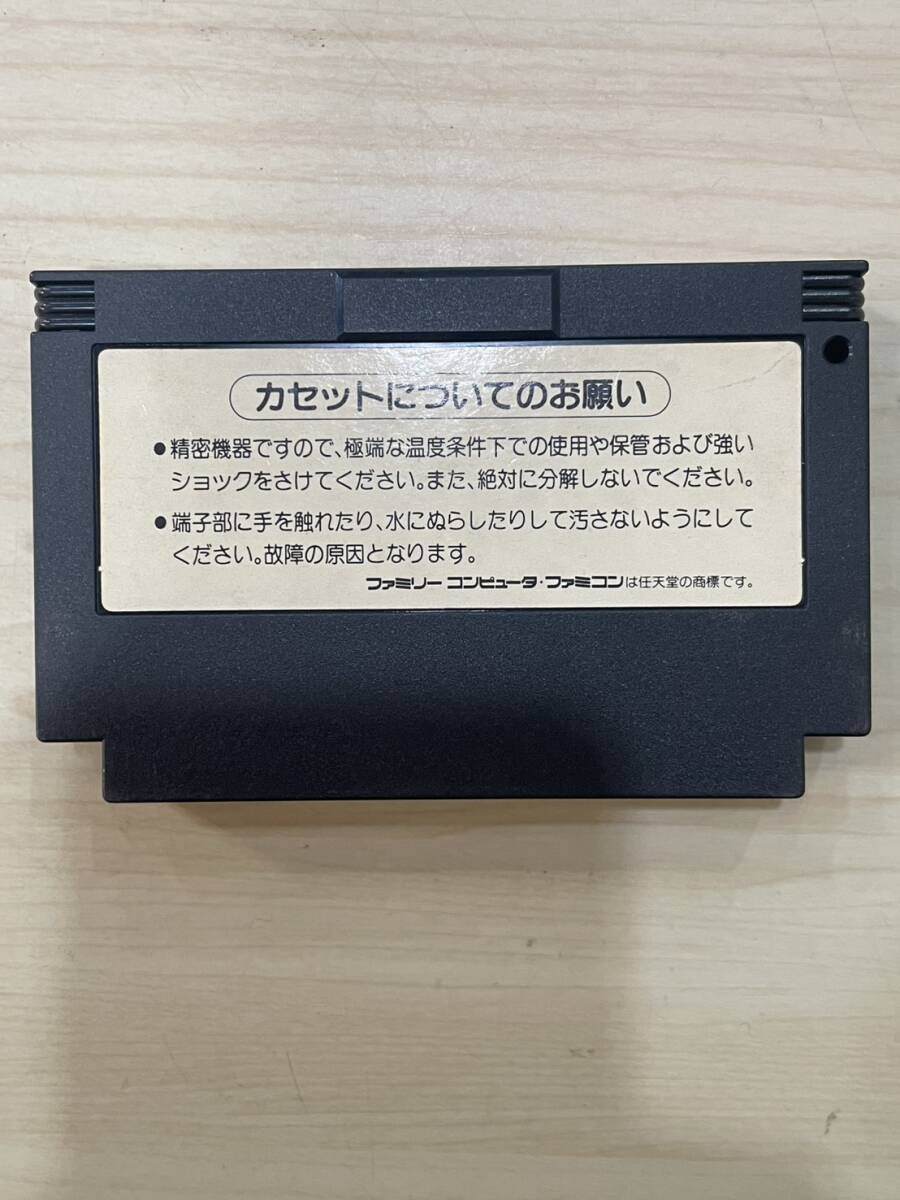 カセットについてのお願い
●精密機器ですので、極端な温度条件下での使用や保管および強い
ショックをさけてください。また、絶対に分解しないでください。
●端子部に手を触れたり、水にぬらしたりして汚さないようにして
ください。故障の原因となります。
ファミリー コンピュータ・ファミコンは任天堂の商標です。